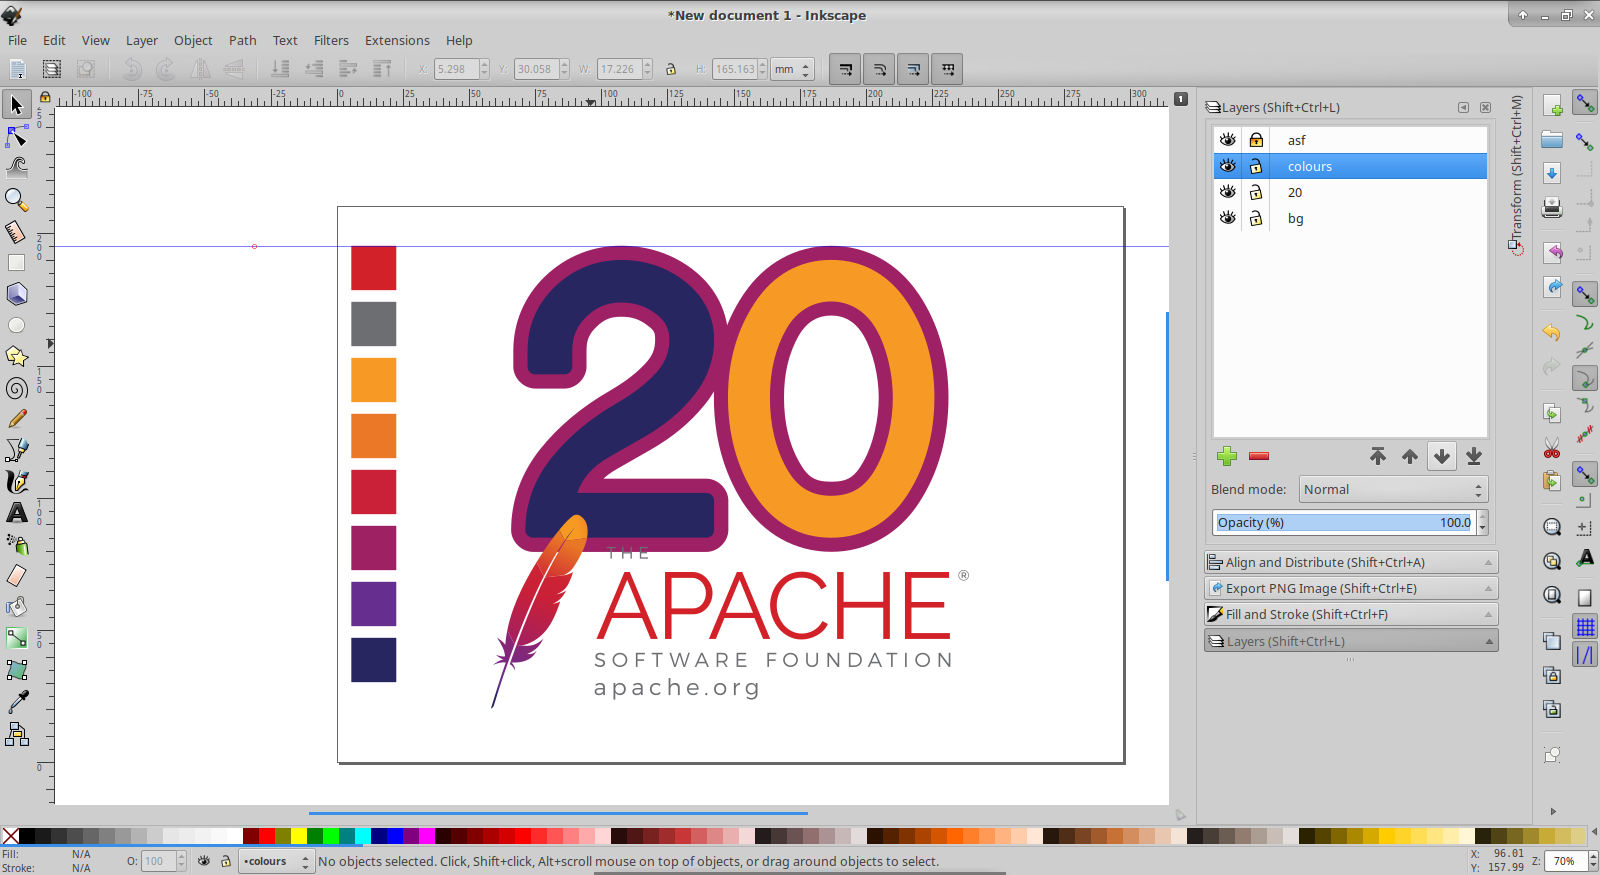 *New document 1 - Inkscape
File Edit View Layer Object Path Text Filters Extensions Help
X: 5.298 Y: 30.058 W: 17.226 H: 165.163 mm
-100 -75 -50 -25 0 25 50 75 100 125 150 175 200 225 250 275 300
1
Layers (Shift+Ctrl+L)
asf
colours
20
bg
Transform (Shift+Ctrl+M)
20
THE
APACHE®
SOFTWARE FOUNDATION
apache.org
Blend mode: Normal
Opacity (%) 100.0
Align and Distribute (Shift+Ctrl+A)
Export PNG Image (Shift+Ctrl+E)
Fill and Stroke (Shift+Ctrl+F)
Layers (Shift+Ctrl+L)
Fill: N/A
Stroke: N/A
O: 100
•colours
No objects selected. Click, Shift+click, Alt+scroll mouse on top of objects, or drag around objects to select.
X: 96.01
Y: 157.99
Z: 70%